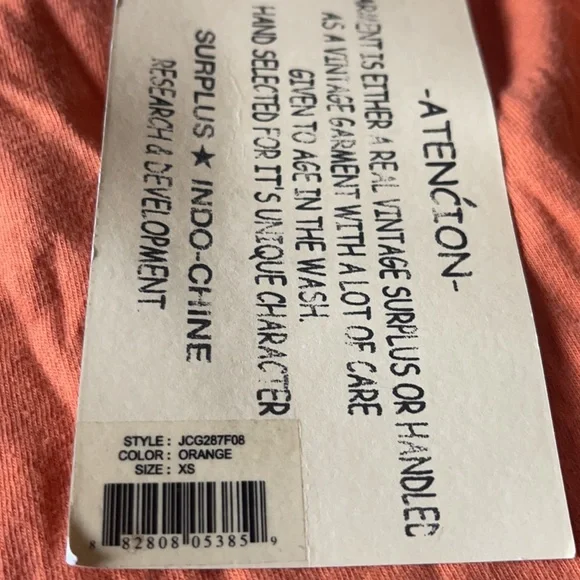 -ATENĆION-
ARMENT IS EITHER A REAL VINTAGE SURPLUS OR HANDLED
AS A VINTAGE GARMENT WITH A LOT OF CARE
GIVEN TO AGE IN THE WASH.
HAND SELECTED FOR IT'S UNIQUE CHARACTER
SURPLUS ★ INDO-CHINE
RESEARCH & DEVELOPMENT
STYLE : JCG287F08
COLOR : ORANGE
SIZE : XS
8 82808 05385 9